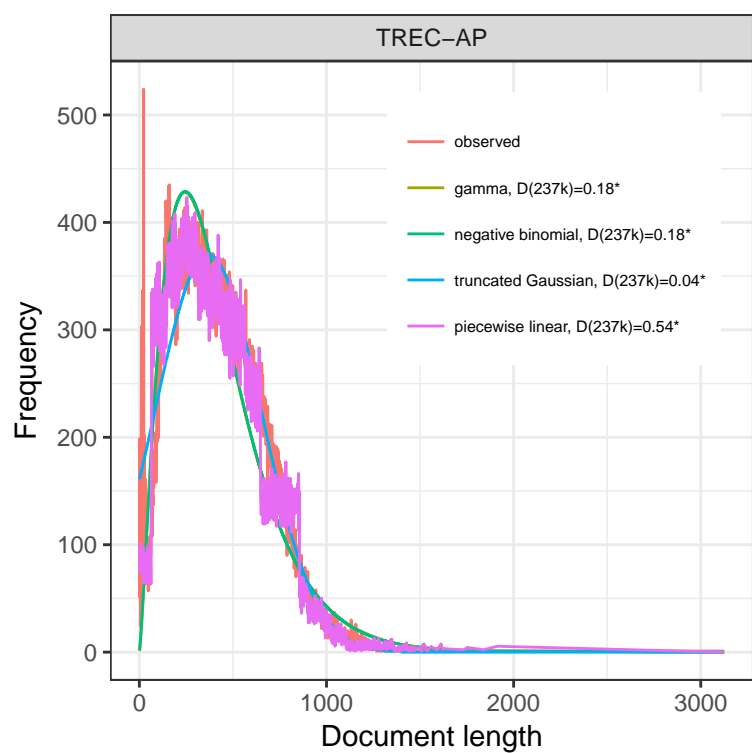 TREC−AP
Frequency
500
400
300
200
100
0
observed
gamma, D(237k)=0.18*
negative binomial, D(237k)=0.18*
truncated Gaussian, D(237k)=0.04*
piecewise linear, D(237k)=0.54*
0 1000 2000 3000
Document length